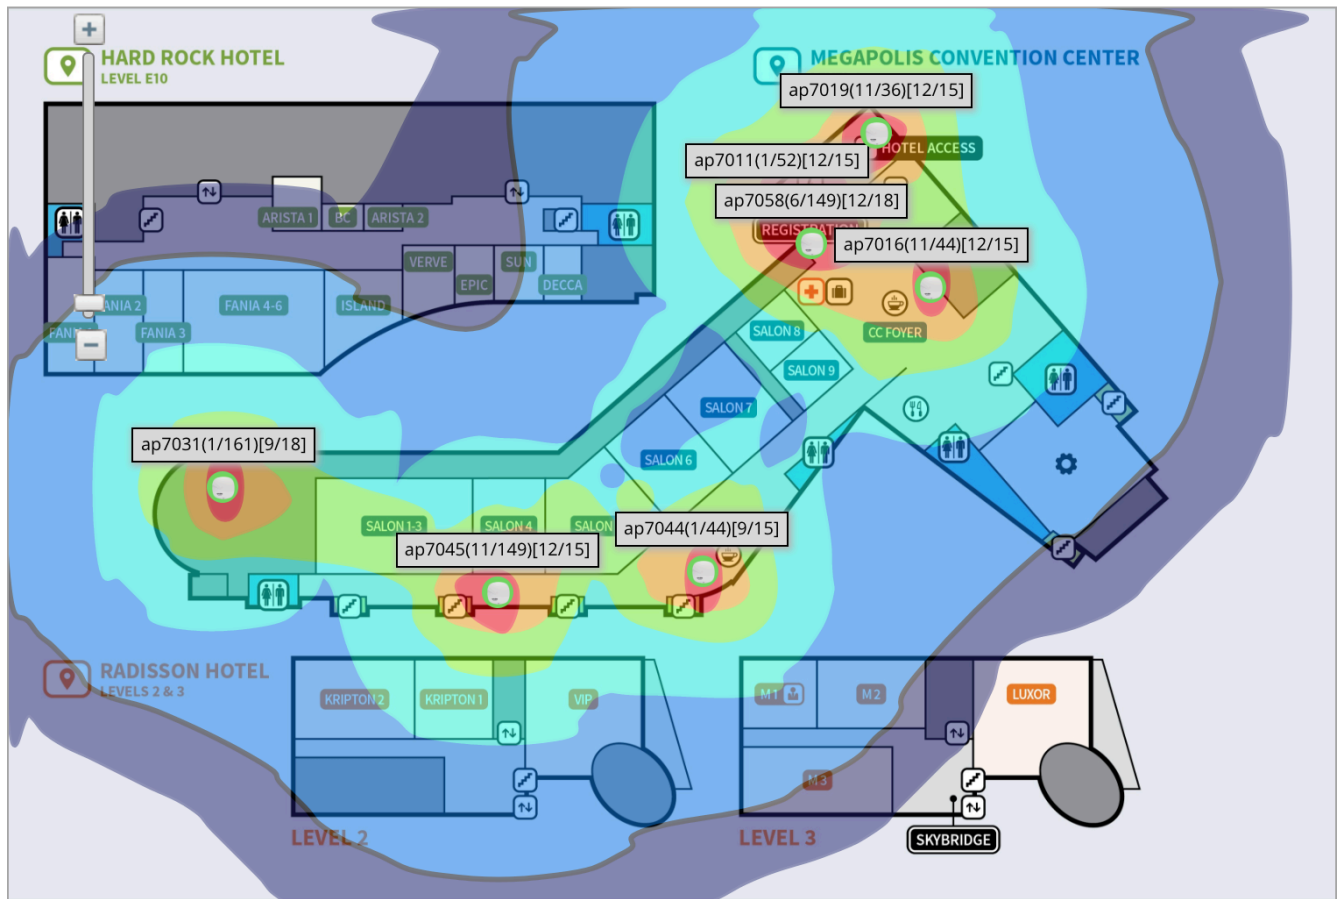 HARD ROCK HOTEL
LEVEL E10
MEGAPOLIS CONVENTION CENTER
ap7019(11/36)[12/15]
HOTEL ACCESS
ap7011(1/52)[12/15]
ap7058(6/149)[12/18]
REGISTRATION
ap7016(11/44)[12/15]
ARISTA 1
BC
ARISTA 2
VERVE
SUN
EPIC
DECCA
FANIA 4-6
ISLAND
FANIA 3
ANIA 2
SALON 8
CC FOYER
SALON 9
SALON 7
SALON 6
ap7031(1/161)[9/18]
SALON 1-3
SALON 4
SALON
ap7045(11/149)[12/15]
ap7044(1/44)[9/15]
RADISSON HOTEL
LEVELS 2 & 3
KRIPTON 2
KRIPTON 1
VIP
LEVEL 2
M1
M2
LUXOR
M3
LEVEL 3
SKYBRIDGE